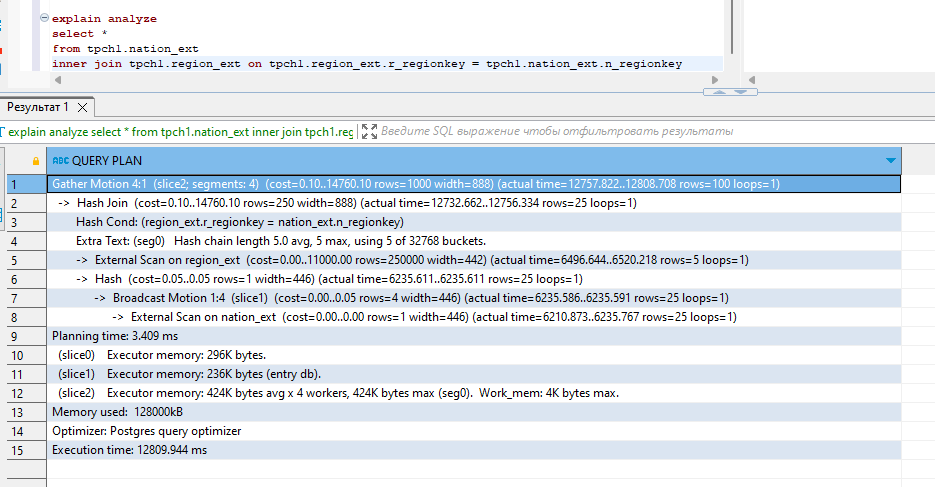 explain analyze
select *
from tpch1.nation_ext
inner join tpch1.region_ext on tpch1.region_ext.r_regionkey = tpch1.nation_ext.n_regionkey
Результат 1
explain analyze select * from tpch1.nation_ext inner join tpch1.reg Введите SQL выражение чтобы отфильтровать результаты
ABC QUERY PLAN
1 Gather Motion 4:1 (slice2; segments: 4) (cost=0.10..14760.10 rows=1000 width=888) (actual time=12757.822..12808.708 rows=100 loops=1)
2 -> Hash Join (cost=0.10..14760.10 rows=250 width=888) (actual time=12732.662..12756.334 rows=25 loops=1)
3 Hash Cond: (region_ext.r_regionkey = nation_ext.n_regionkey)
4 Extra Text: (seg0) Hash chain length 5.0 avg, 5 max, using 5 of 32768 buckets.
5 -> External Scan on region_ext (cost=0.00..11000.00 rows=250000 width=442) (actual time=6496.644..6520.218 rows=5 loops=1)
6 -> Hash (cost=0.05..0.05 rows=1 width=446) (actual time=6235.611..6235.611 rows=25 loops=1)
7 -> Broadcast Motion 1:4 (slice1) (cost=0.00..0.05 rows=4 width=446) (actual time=6235.586..6235.591 rows=25 loops=1)
8 -> External Scan on nation_ext (cost=0.00..0.00 rows=1 width=446) (actual time=6210.873..6235.767 rows=25 loops=1)
9 Planning time: 3.409 ms
10 (slice0) Executor memory: 296K bytes.
11 (slice1) Executor memory: 236K bytes (entry db).
12 (slice2) Executor memory: 424K bytes avg x 4 workers, 424K bytes max (seg0). Work_mem: 4K bytes max.
13 Memory used: 128000kB
14 Optimizer: Postgres query optimizer
15 Execution time: 12809.944 ms